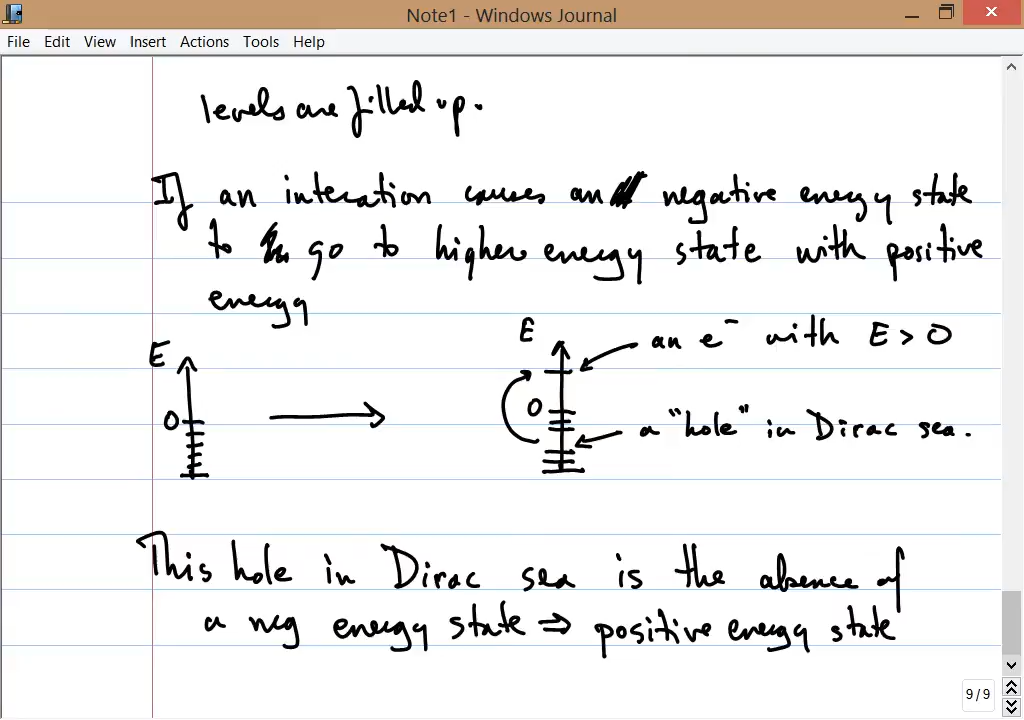 Note1 - Windows Journal
File Edit View Insert Actions Tools Help
levels are filled up.
If an interation causes an negative energy state
to go to higher energy state with positive
energy
E
E
an e⁻ with E > 0
0
0
a "hole" in Dirac sea.
This hole in Dirac sea is the absence of
a neg energy state ⇒ positive energy state
9/9